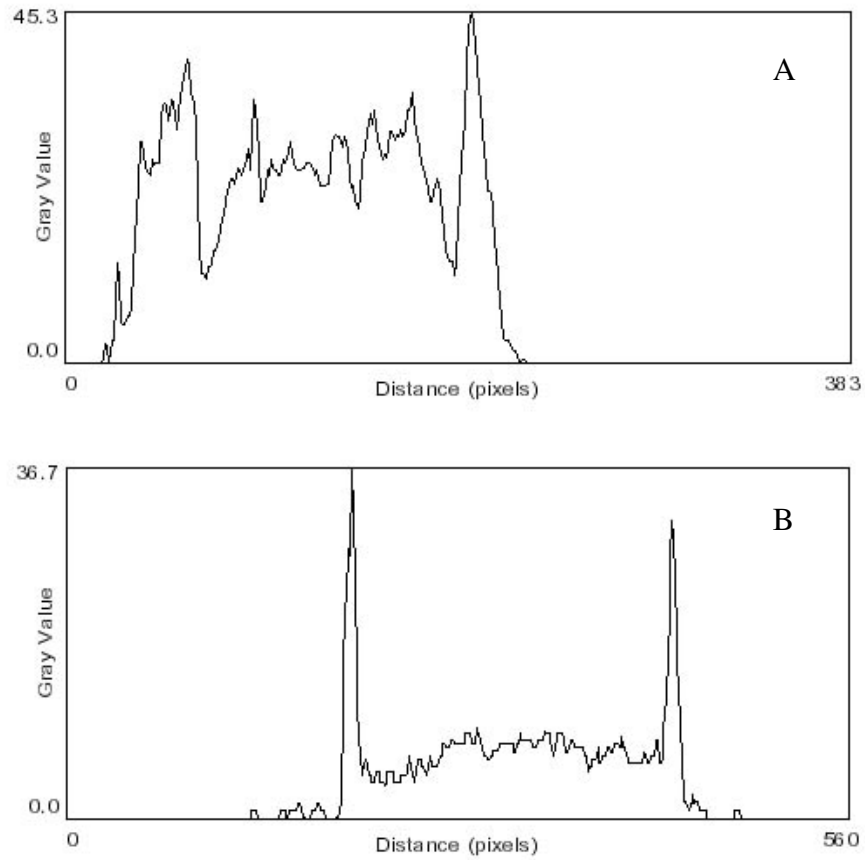 45.3
A
Gray Value
0.0
0
383
Distance (pixels)
36.7
B
Gray Value
0.0
0
560
Distance (pixels)